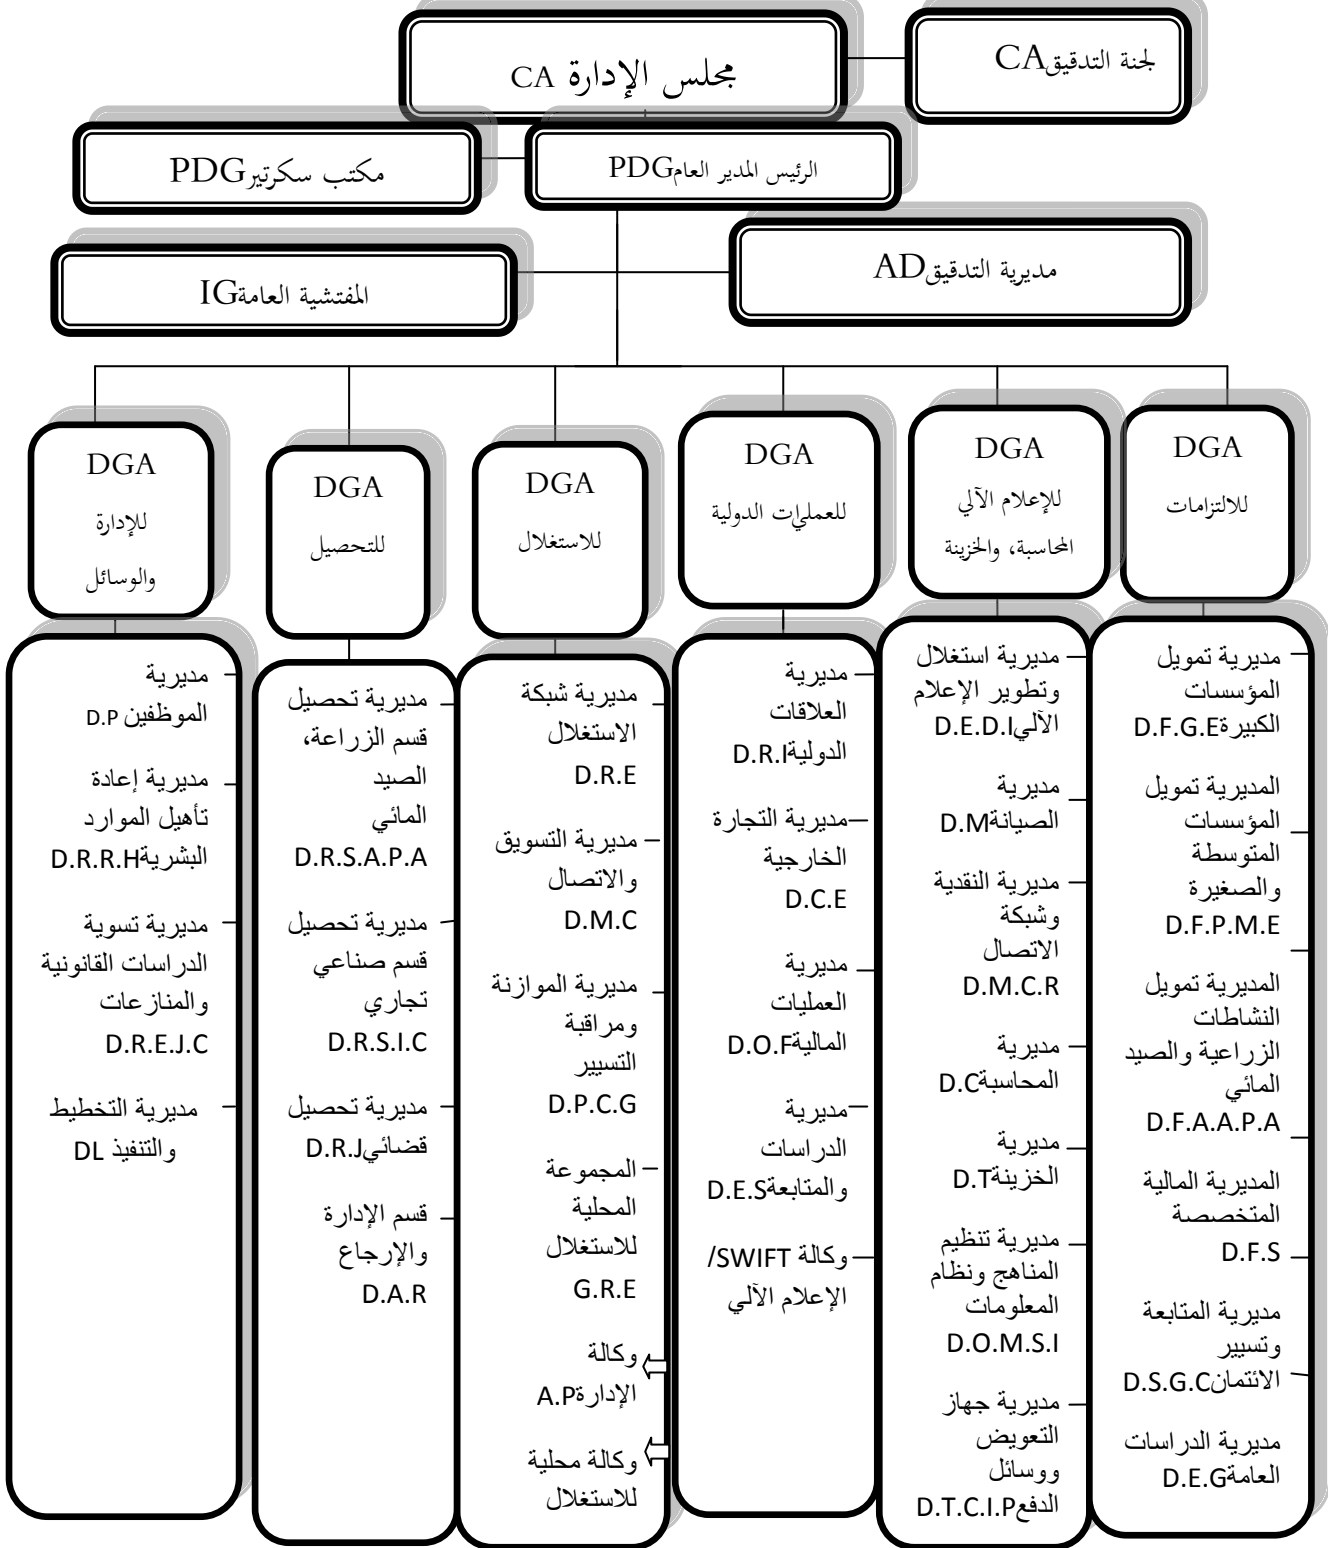 مجلس الإدارة CA
لجنة التدقيقCA
الرئيس المدير العامPDG
مكتب سكرتيرPDG
مديرية التدقيقAD
المفتشية العامةIG
DGA
للالتزامات
DGA
للإعلام الآلي
المحاسبة، والخزينة
DGA
للعمليات الدولية
DGA
للاستغلال
DGA
للتحصيل
DGA
للإدارة
والوسائل
مديرية تمويل
المؤسسات
الكبيرةD.F.G.E
المديرية تمويل
المؤسسات
المتوسطة
والصغيرة
D.F.P.M.E
المديرية تمويل
النشاطات
الزراعية والصيد
المائي
D.F.A.A.P.A
المديرية المالية
المتخصصة
D.F.S
مديرية المتابعة
وتسيير
الائتمانD.S.G.C
مديرية الدراسات
العامةD.E.G
مديرية استغلال
وتطوير الإعلام
الآليD.E.D.I
مديرية
الصيانةD.M
مديرية النقدية
وشبكة
الاتصال
D.M.C.R
مديرية
المحاسبةD.C
مديرية
الخزينةD.T
مديرية تنظيم
المناهج ونظام
المعلومات
D.O.M.S.I
مديرية جهاز
التعويض
ووسائل
الدفعD.T.C.I.P
مديرية
العلاقات
الدوليةD.R.I
مديرية التجارة
الخارجية
D.C.E
مديرية
العمليات
الماليةD.O.F
مديرية
الدراسات
والمتابعةD.E.S
وكالة SWIFT/
الإعلام الآلي
مديرية شبكة
الاستغلال
D.R.E
مديرية التسويق
والاتصال
D.M.C
مديرية الموازنة
ومراقبة
التسيير
D.P.C.G
المجموعة
المحلية
للاستغلال
G.R.E
وكالة
الإدارةA.P
وكالة محلية
للاستغلال
مديرية تحصيل
قسم الزراعة،
الصيد
المائي
D.R.S.A.P.A
مديرية تحصيل
قسم صناعي
تجاري
D.R.S.I.C
مديرية تحصيل
قضائيD.R.J
قسم الإدارة
والإرجاع
D.A.R
مديرية
الموظفين D.P
مديرية إعادة
تأهيل الموارد
البشريةD.R.R.H
مديرية تسوية
الدراسات القانونية
والمنازعات
D.R.E.J.C
مديرية التخطيط
والتنفيذ DL